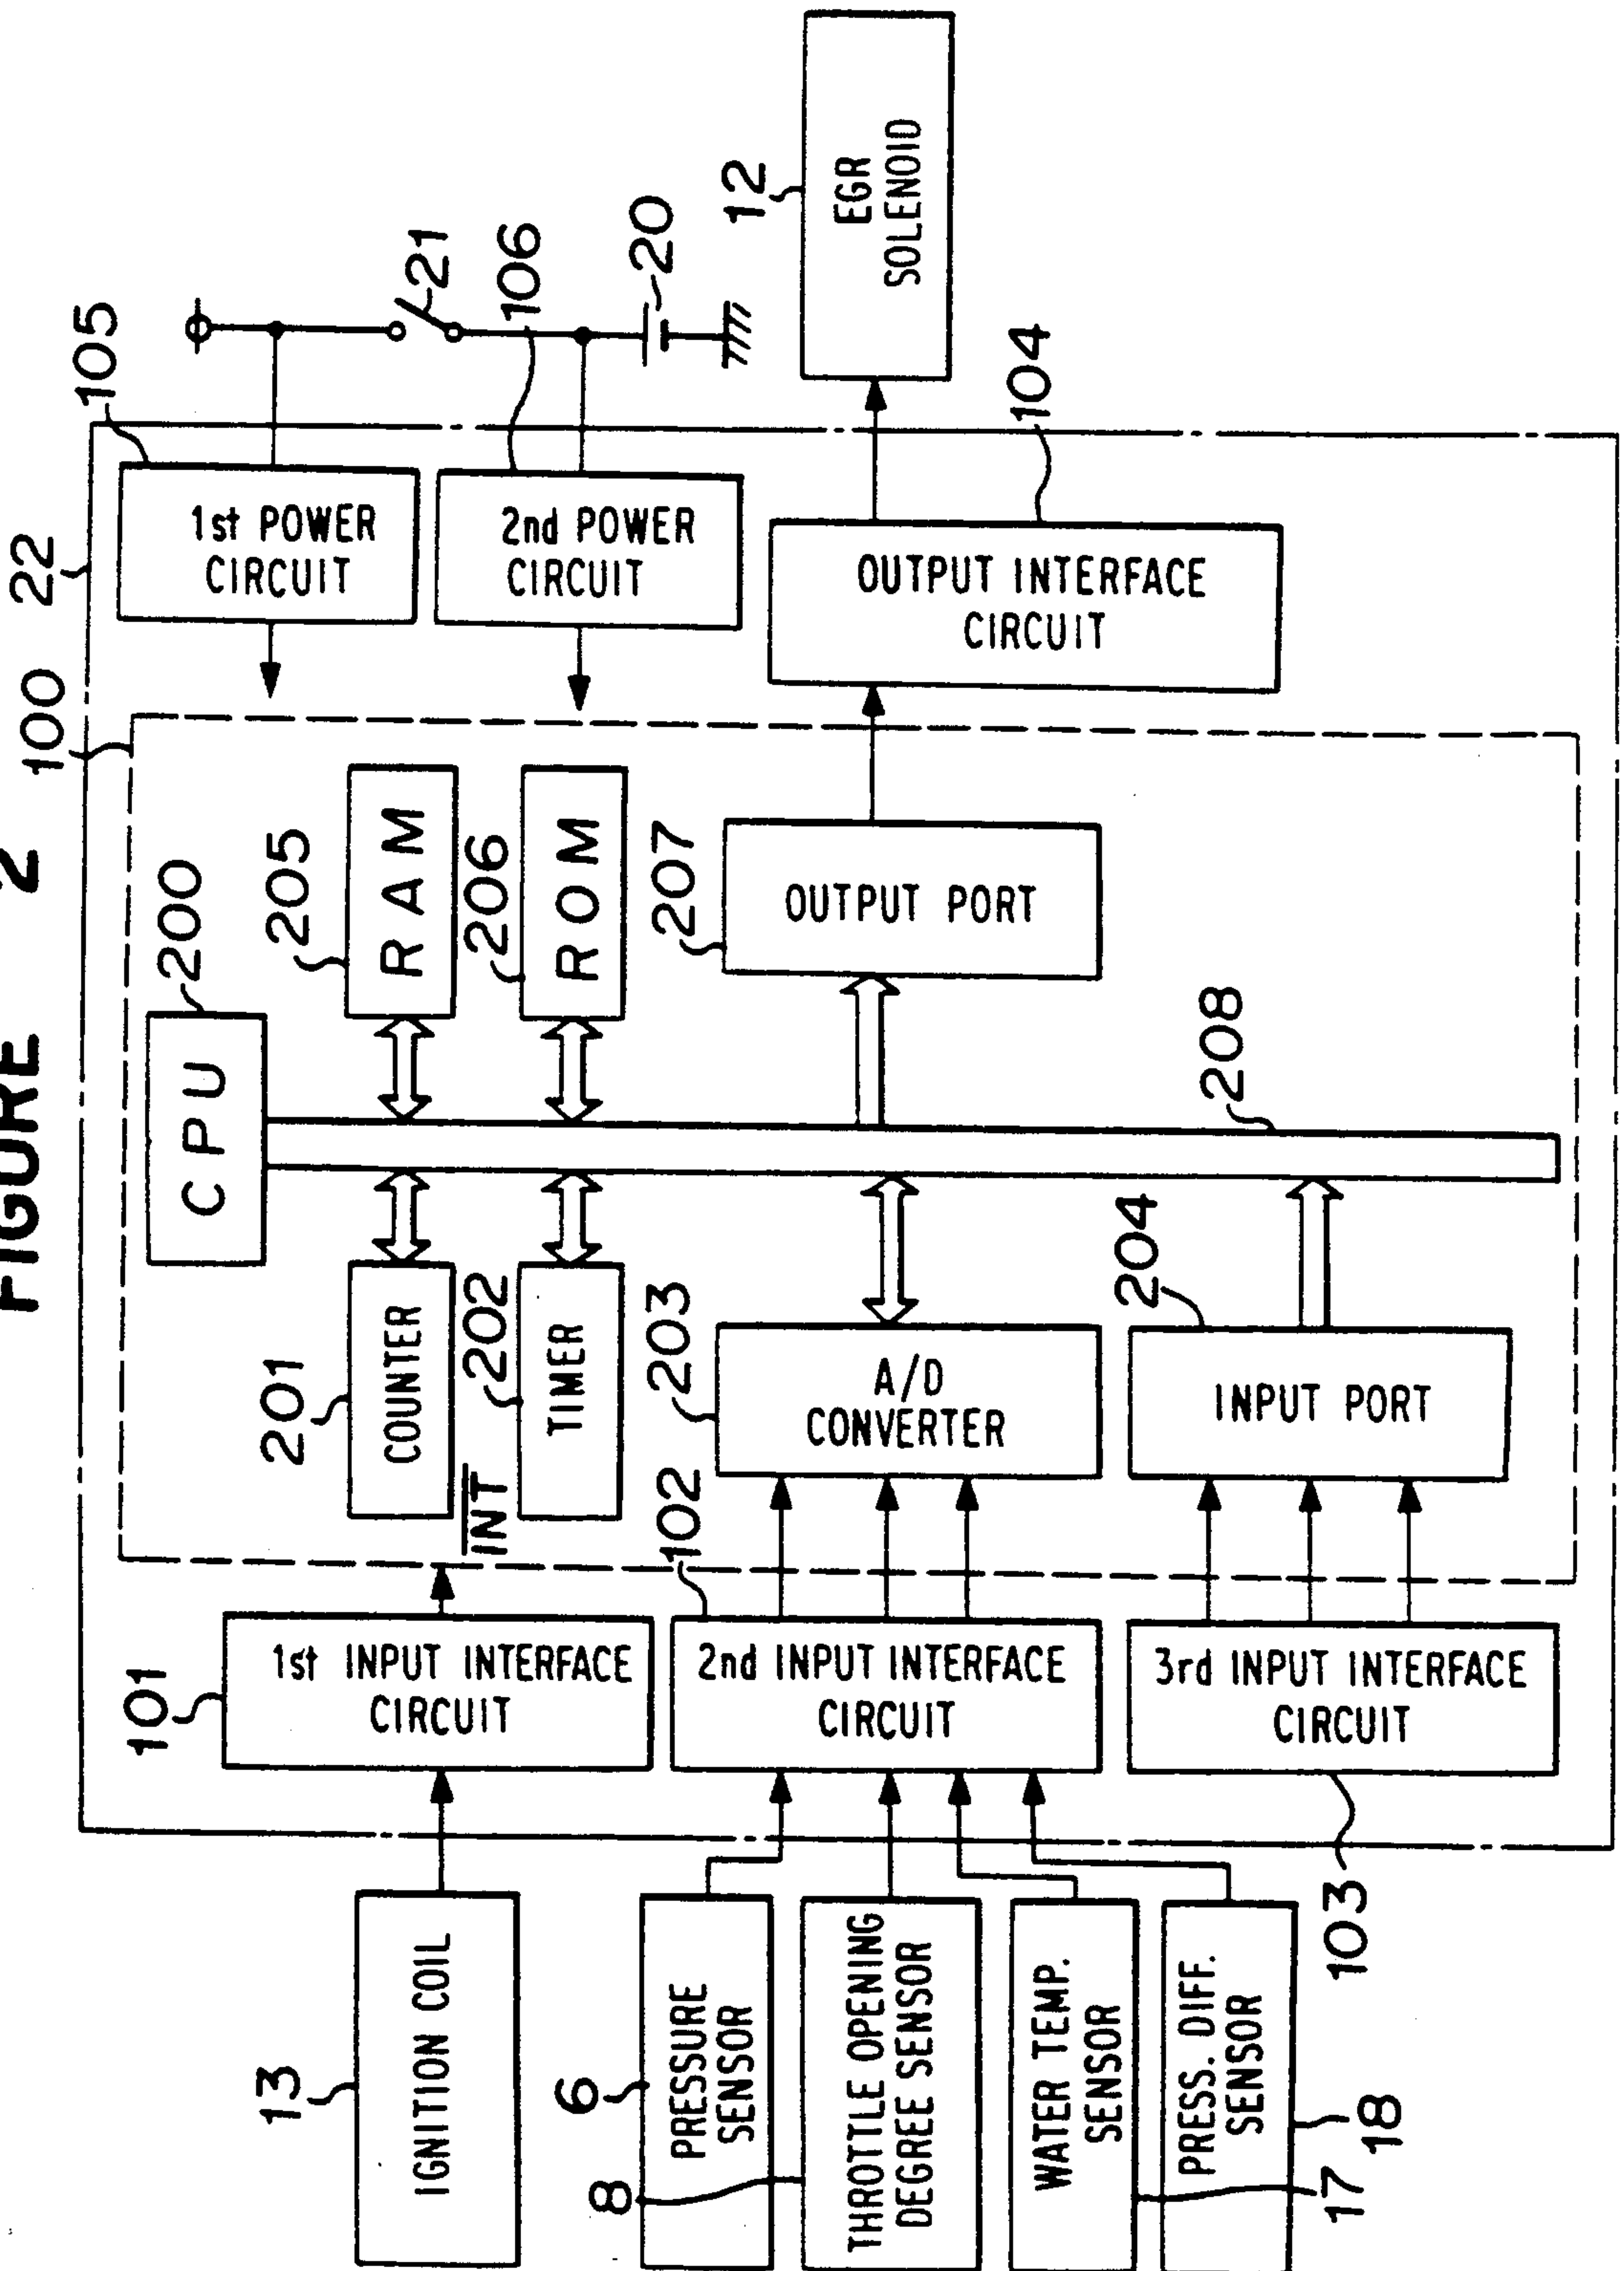 FIGURE 2
13
IGNITION COIL
6
PRESSURE
SENSOR
8
THROTTLE OPENING
DEGREE SENSOR
WATER TEMP.
SENSOR
17
PRESS. DIFF.
SENSOR
18
101
1st INPUT INTERFACE
CIRCUIT
102
2nd INPUT INTERFACE
CIRCUIT
3rd INPUT INTERFACE
CIRCUIT
103
INT
201
COUNTER
202
TIMER
203
A/D
CONVERTER
204
INPUT PORT
CPU
200
208
205
RAM
206
ROM
207
OUTPUT PORT
100
22
1st POWER
CIRCUIT
105
2nd POWER
CIRCUIT
106
OUTPUT INTERFACE
CIRCUIT
104
21
20
12
EGR
SOLENOID